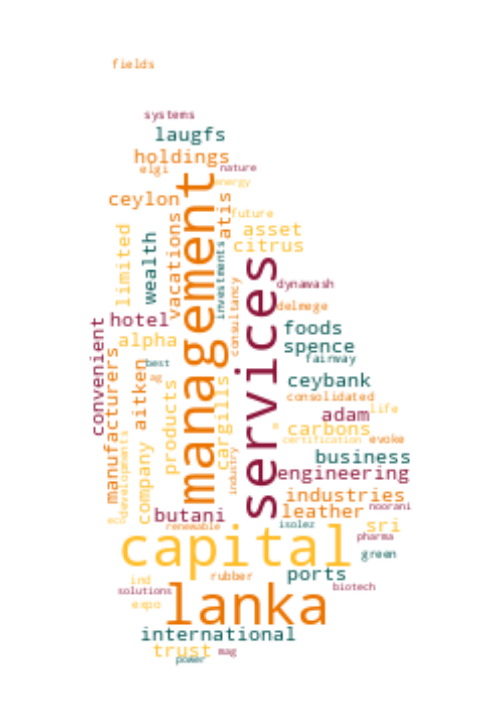 fields
systems
laugfs
holdings
elgi
nature
energy
management
ceylon
atis
future
vacations
limited
wealth
investments
asset
citrus
services
consultancy
dynawash
delmege
hotel
convenient
manufacturers
alpha
foods
spence
fairway
best
ag
aitken
products
cargills
ceybank
consolidated
adam
life
carbons
certification
evoke
developments
company
industry
business
engineering
industries
leather
noorani
butani
renewable
isolez
sri
capital
pharma
green
ind
rubber
ports
solutions
biotech
expo
lanka
international
trust
mag
power